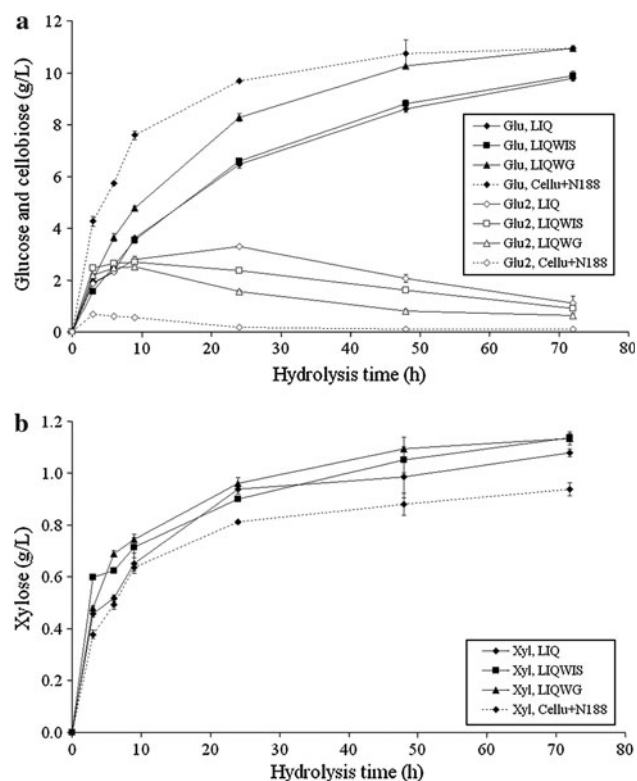 a
12
10
8
6
4
2
0
Glucose and cellobiose (g/L)
Glu, LIQ
Glu, LIQWIS
Glu, LIQWG
Glu, Cellu+N188
Glu2, LIQ
Glu2, LIQWIS
Glu2, LIQWG
Glu2, Cellu+N188
0 10 20 30 40 50 60 70 80
Hydrolysis time (h)
b
1.2
1.0
0.8
0.6
0.4
0.2
0.0
Xylose (g/L)
Xyl, LIQ
Xyl, LIQWIS
Xyl, LIQWG
Xyl, Cellu+N188
0 10 20 30 40 50 60 70 80
Hydrolysis time (h)